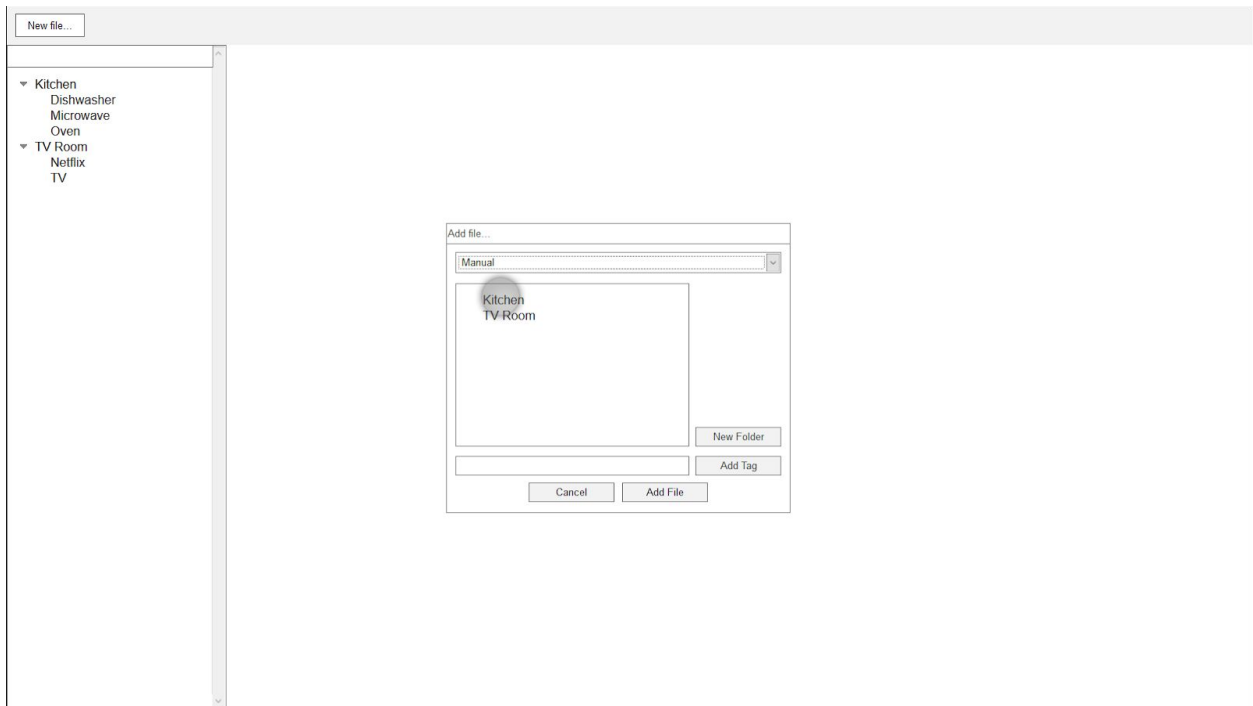 New file...
Kitchen
Dishwasher
Microwave
Oven
TV Room
Netflix
TV
Add file...
Manual
Kitchen
TV Room
New Folder
Add Tag
Cancel
Add File